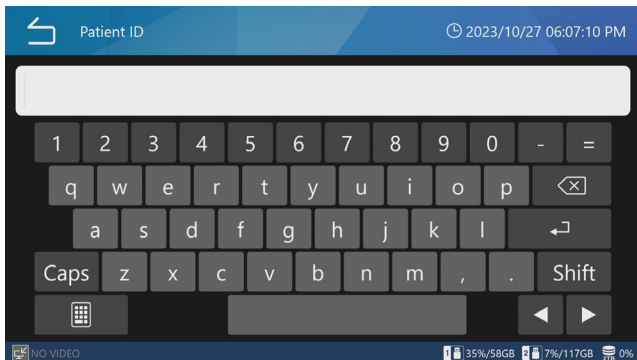 Patient ID 2023/10/27 06:07:10 PM
1 2 3 4 5 6 7 8 9 0 - =
q w e r t y u i o p
a s d f g h j k l
Caps z x c v b n m , . Shift
NO VIDEO 1 35%/58GB 2 7%/117GB 2TB 0%